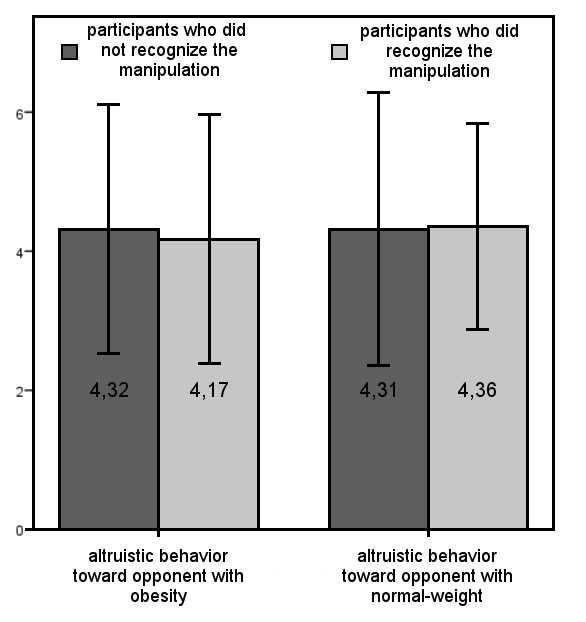 participants who did
not recognize the
manipulation
participants who did
recognize the
manipulation
6
4
2
0
4,32
4,17
4,31
4,36
altruistic behavior
toward opponent with
obesity
altruistic behavior
toward opponent with
normal-weight